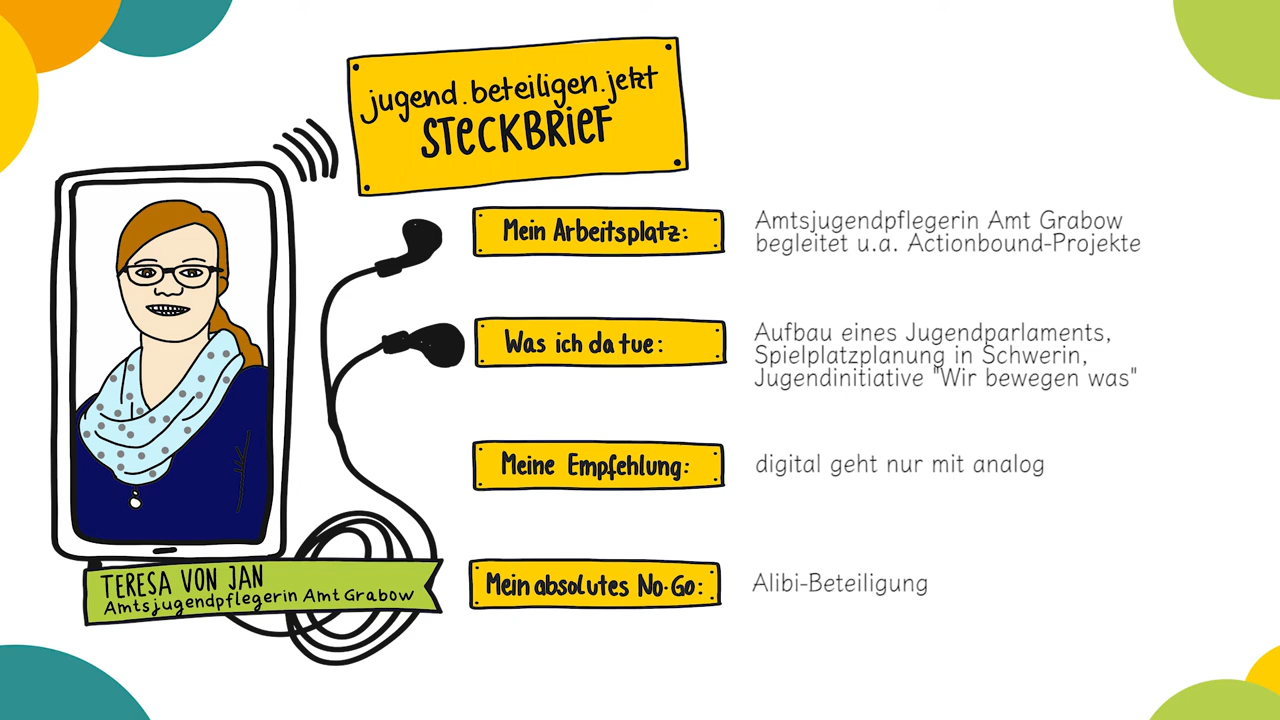 jugend.beteiligen.jetzt
STECKBRIEF
Mein Arbeitsplatz:
Amtsjugendpflegerin Amt Grabow
begleitet u.a. Actionbound-Projekte
Was ich da tue:
Aufbau eines Jugendparlaments,
Spielplatzplanung in Schwerin,
Jugendinitiative "Wir bewegen was"
Meine Empfehlung:
digital geht nur mit analog
Mein absolutes No-Go:
Alibi-Beteiligung
TERESA VON JAN
Amtsjugendpflegerin Amt Grabow